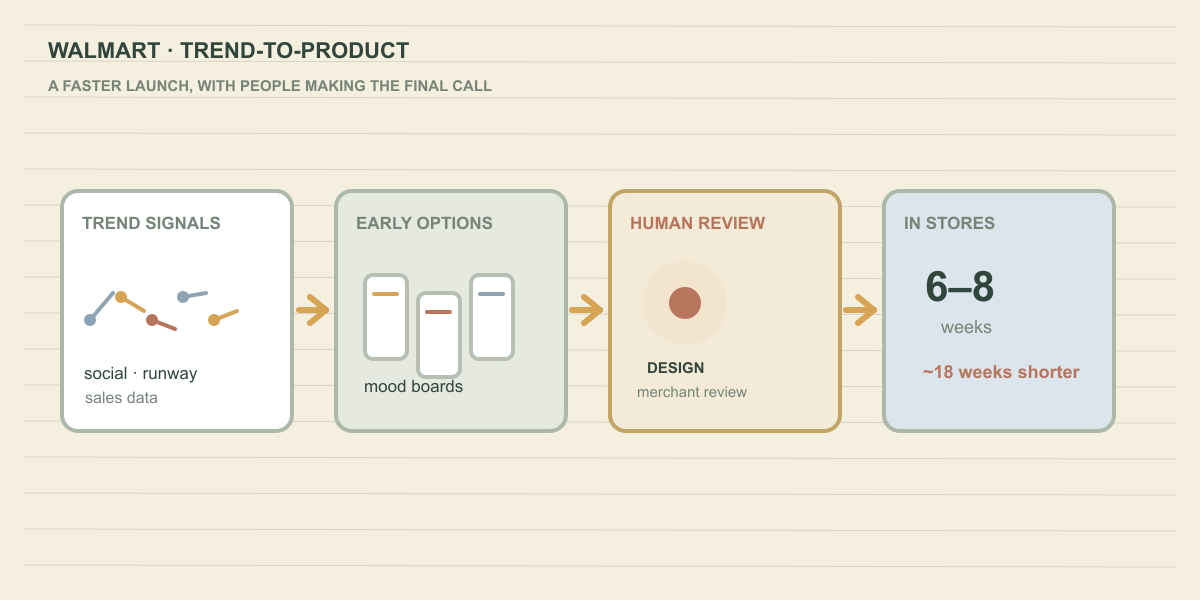 WALMART · TREND-TO-PRODUCT
A FASTER LAUNCH, WITH PEOPLE MAKING THE FINAL CALL
TREND SIGNALS
social · runway
sales data
EARLY OPTIONS
mood boards
HUMAN REVIEW
DESIGN
merchant review
IN STORES
6–8
weeks
~18 weeks shorter